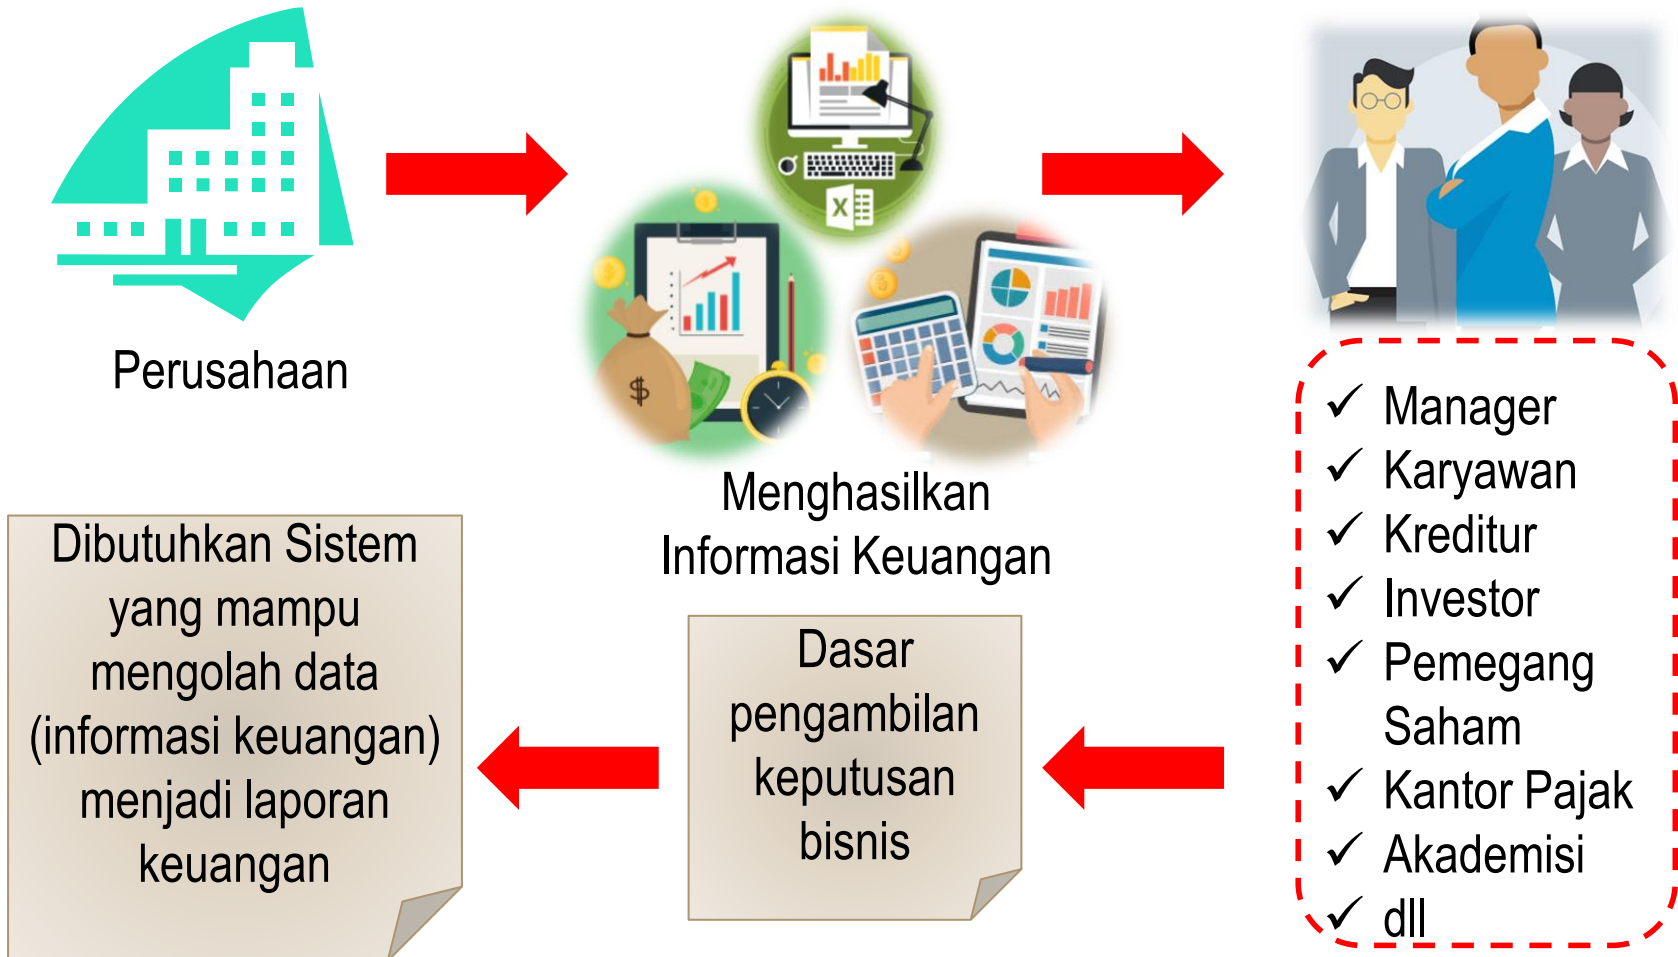 Perusahaan
Menghasilkan
Informasi Keuangan
X
$
✓ Manager
✓ Karyawan
✓ Kreditur
✓ Investor
✓ Pemegang
Saham
✓ Kantor Pajak
✓ Akademisi
✓ dll
Dasar
pengambilan
keputusan
bisnis
Dibutuhkan Sistem
yang mampu
mengolah data
(informasi keuangan)
menjadi laporan
keuangan